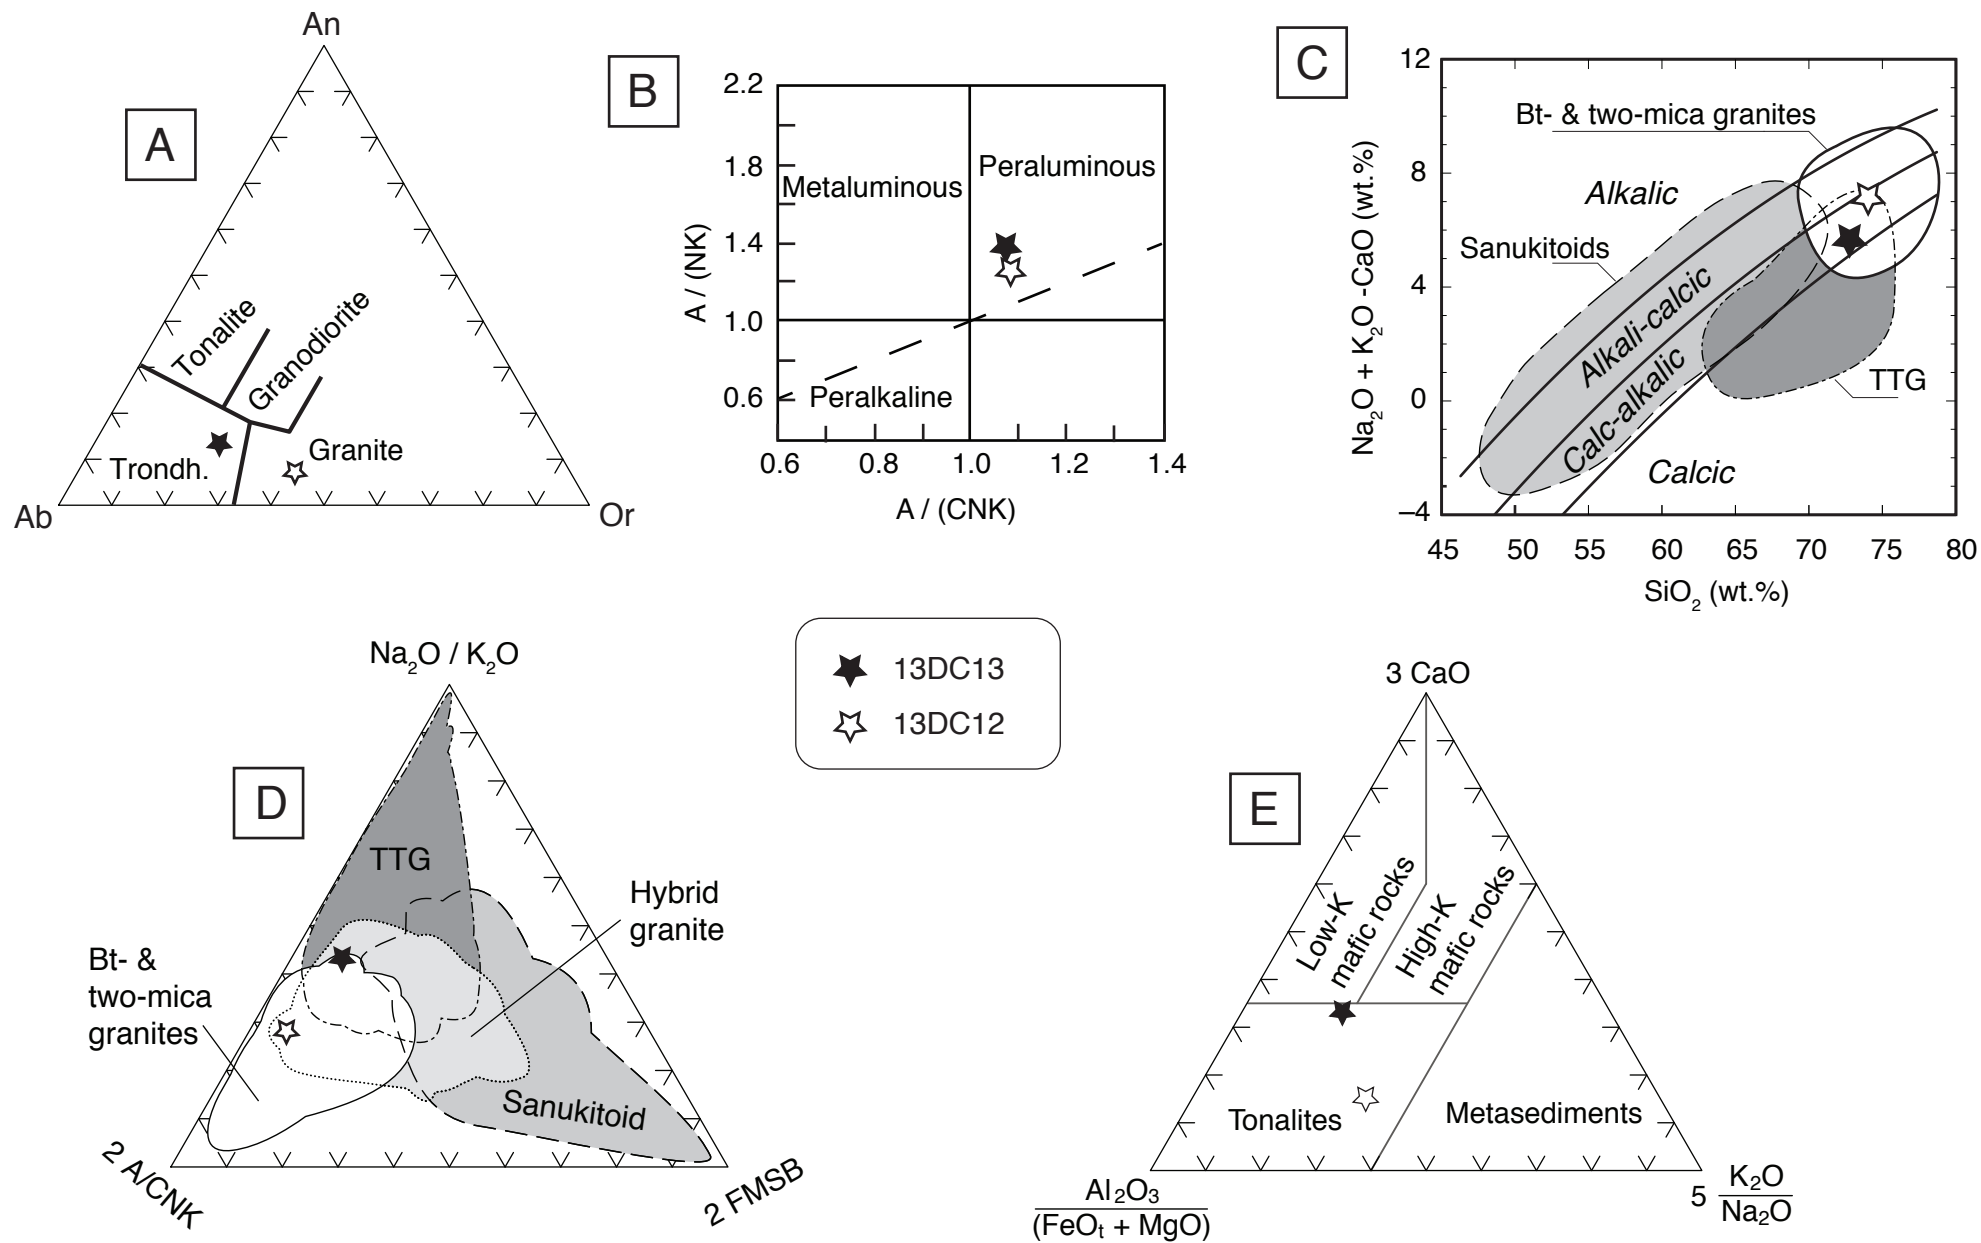 A
An
Tonalite
Granodiorite
Trondh.
Granite
Ab
Or
B
2.2
1.8
1.4
1.0
0.6
A / (NK)
Metaluminous
Peraluminous
Peralkaline
0.6
0.8
1.0
1.2
1.4
A / (CNK)
C
12
8
4
0
–4
Na2O + K2O -CaO (wt.%)
Bt- & two-mica granites
Alkalic
Sanukitoids
Alkali-calcic
Calc-alkalic
TTG
Calcic
45
50
55
60
65
70
75
80
SiO2 (wt.%)
13DC13
13DC12
D
Na2O / K2O
TTG
Hybrid
granite
Bt- &
two-mica
granites
Sanukitoid
2 A/CNK
2 FMSB
E
3 CaO
Low-K
mafic rocks
High-K
mafic rocks
Tonalites
Metasediments
Al2O3
(FeOt + MgO)
5
K2O
Na2O